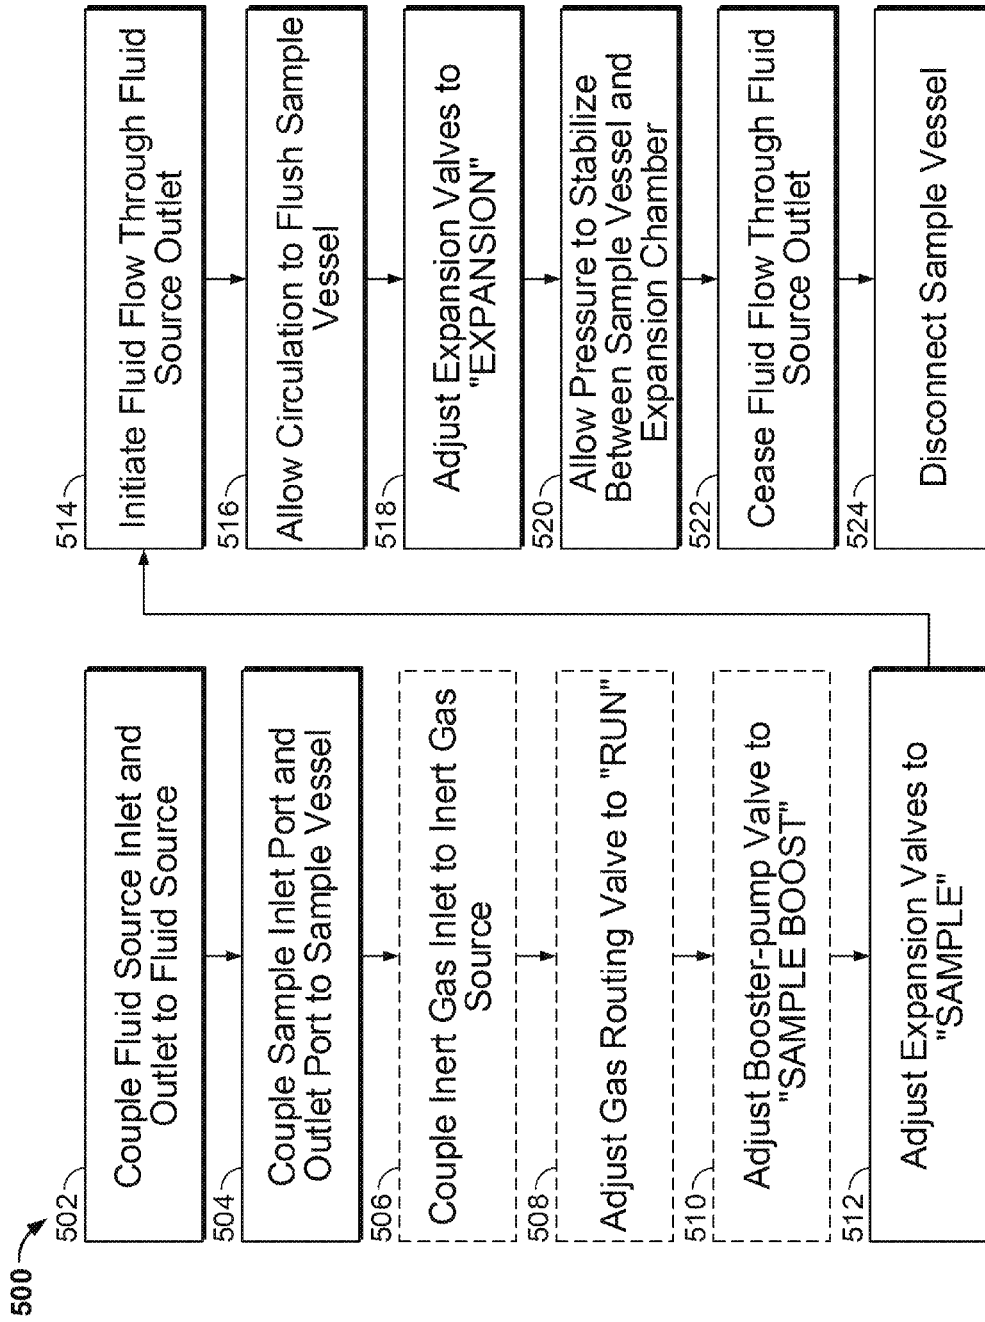 500
502
Couple Fluid Source Inlet and
Outlet to Fluid Source
504
Couple Sample Inlet Port and
Outlet Port to Sample Vessel
506
Couple Inert Gas Inlet to Inert Gas
Source
508
Adjust Gas Routing Valve to "RUN"
510
Adjust Booster-pump Valve to
"SAMPLE BOOST"
512
Adjust Expansion Valves to
"SAMPLE"
514
Initiate Fluid Flow Through Fluid
Source Outlet
516
Allow Circulation to Flush Sample
Vessel
518
Adjust Expansion Valves to
"EXPANSION"
520
Allow Pressure to Stabilize
Between Sample Vessel and
Expansion Chamber
522
Cease Fluid Flow Through Fluid
Source Outlet
524
Disconnect Sample Vessel